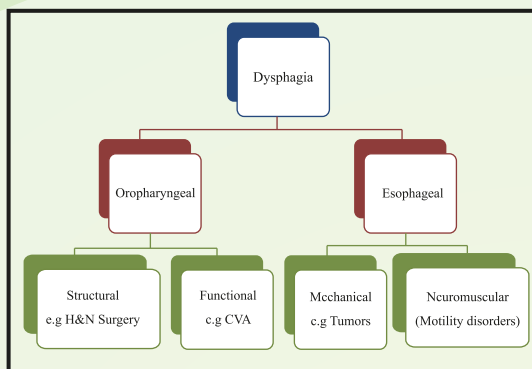 Dysphagia
Oropharyngeal
Esophageal
Structural
e.g H&N Surgery
Functional
c.g CVA
Mcchanical
c.g Tumors
Ncuromuscular
(Motility disorders)